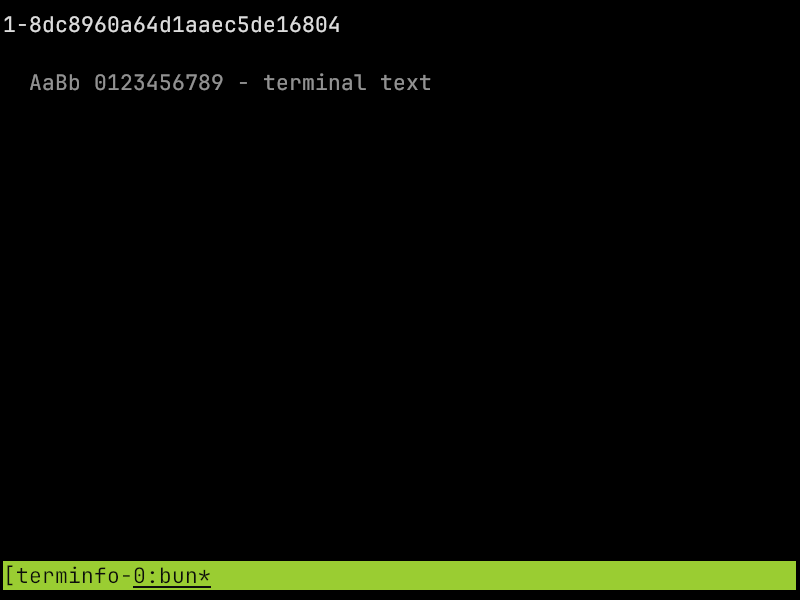 1-8dc8960a64d1aaec5de16804
AaBb 0123456789 - terminal text
[terminfo-0:bun*